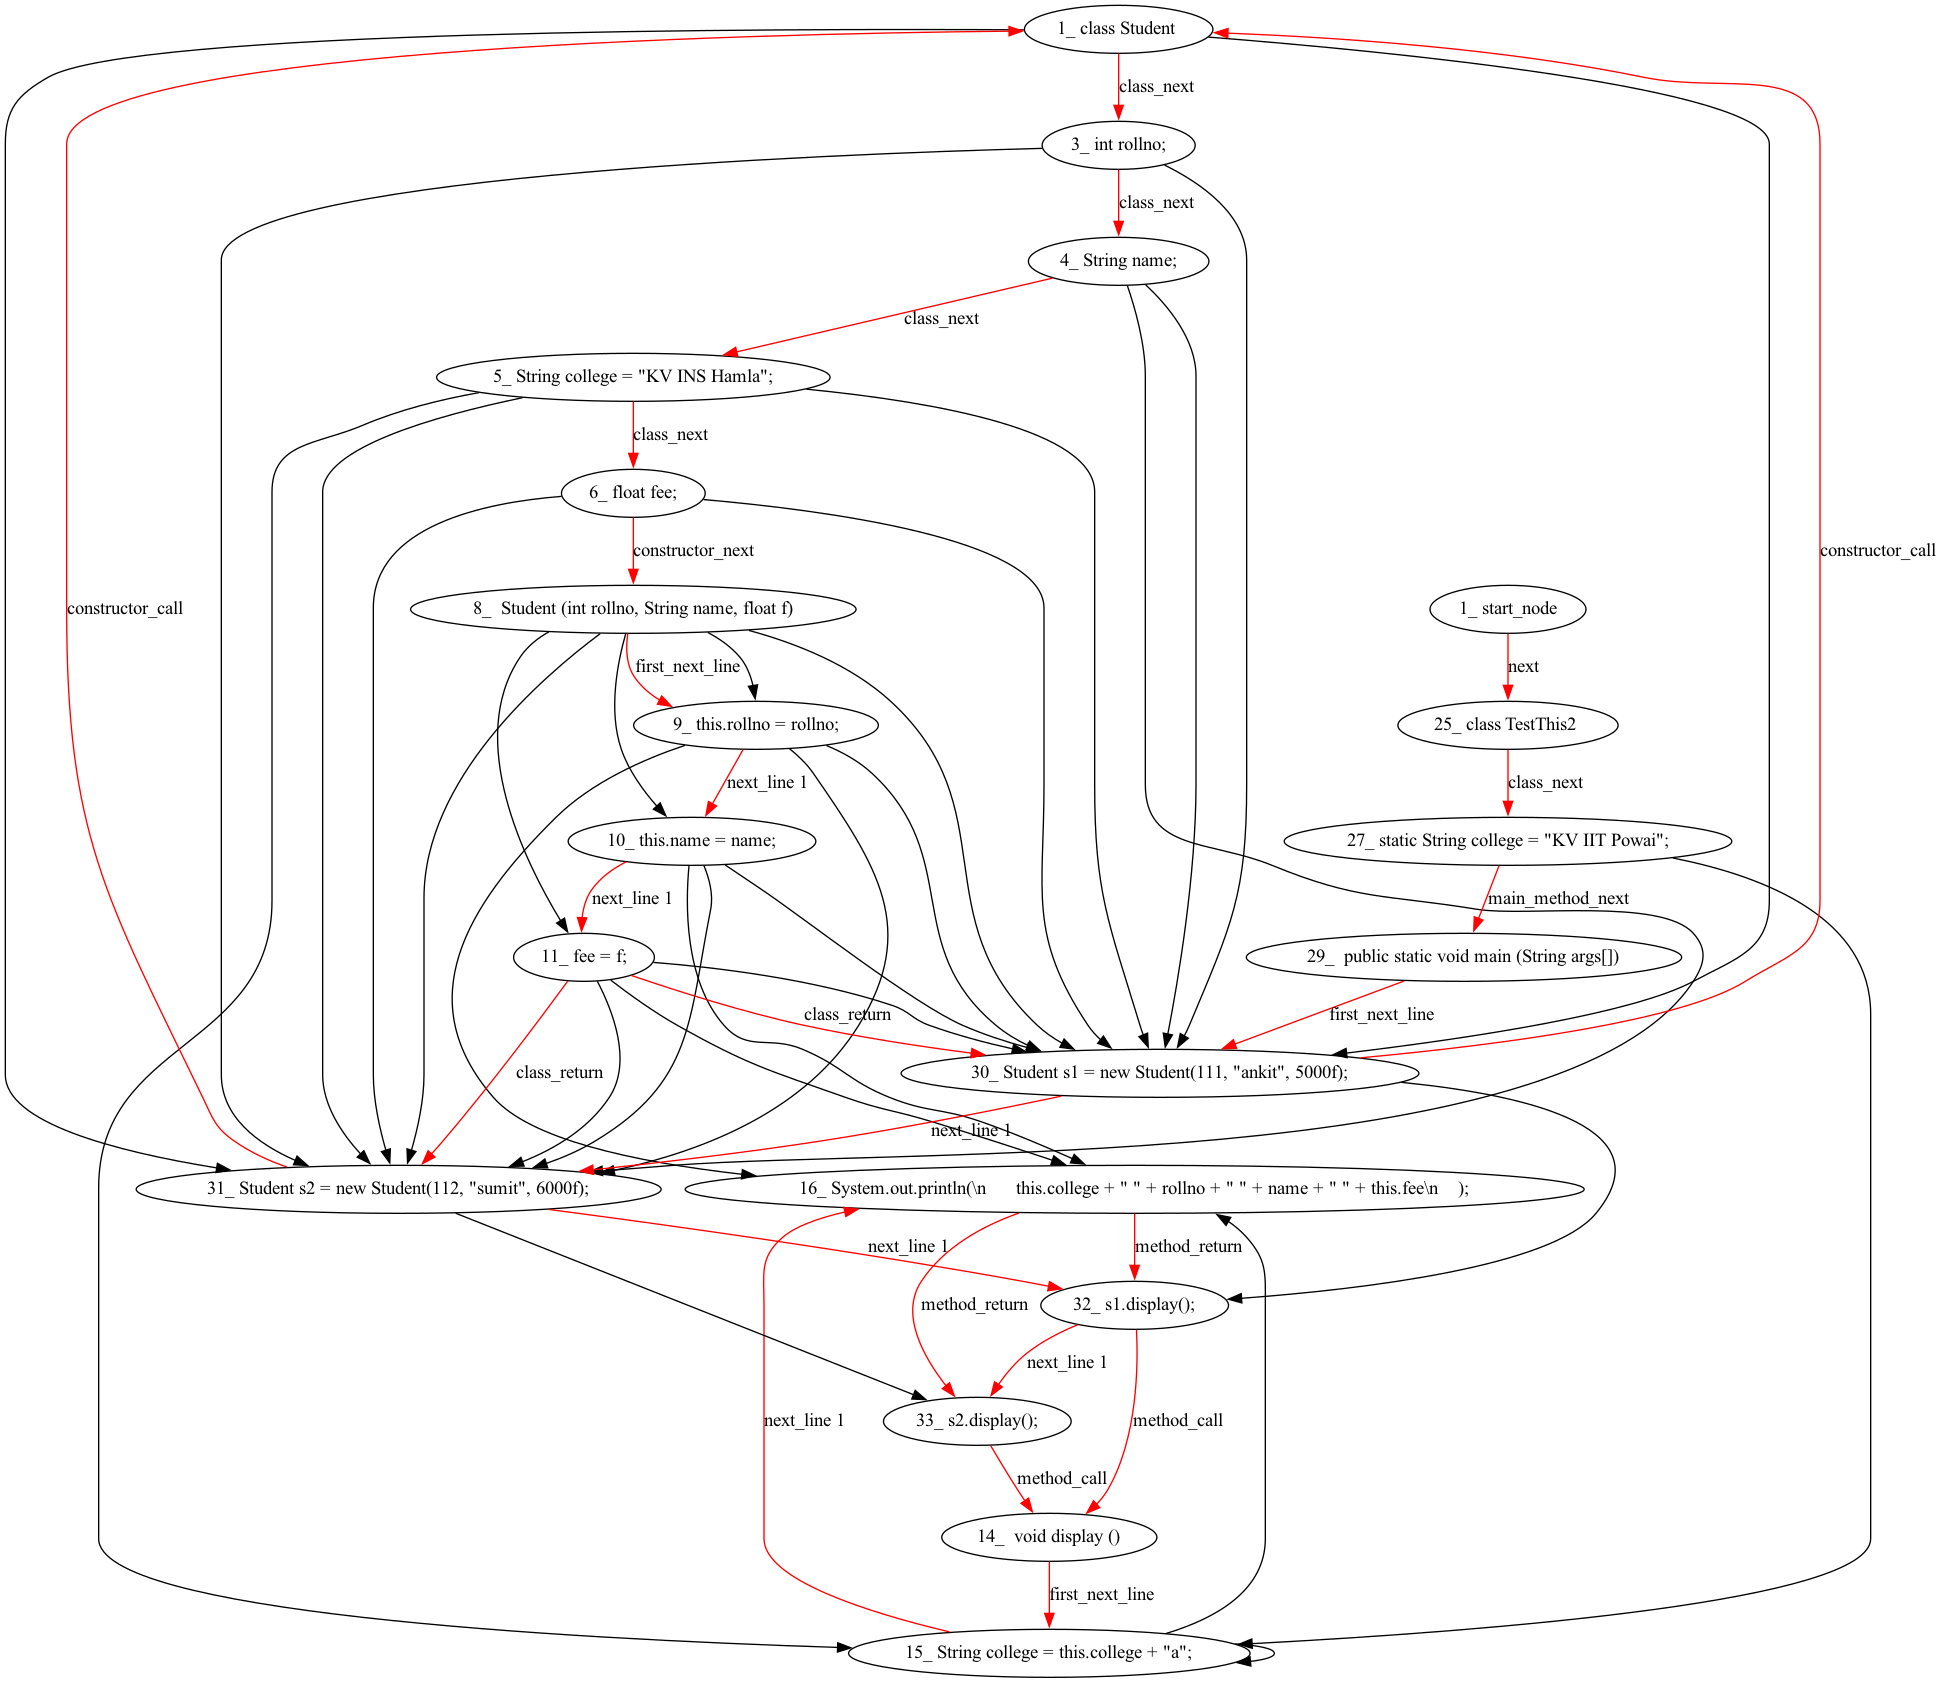 1_ class Student
class_next
3_ int rollno;
class_next
4_ String name;
class_next
5_ String college = "KV INS Hamla";
class_next
6_ float fee;
constructor_next
constructor_call
constructor_call
8_  Student (int rollno, String name, float f)
1_ start_node
first_next_line
next
9_ this.rollno = rollno;
25_ class TestThis2
next_line 1
class_next
10_ this.name = name;
27_ static String college = "KV IIT Powai";
next_line 1
main_method_next
11_ fee = f;
29_  public static void main (String args[])
class_return
first_next_line
30_ Student s1 = new Student(111, "ankit", 5000f);
class_return
next_line 1
31_ Student s2 = new Student(112, "sumit", 6000f);
16_ System.out.println(\n      this.college + " " + rollno + " " + name + " " + this.fee\n    );
next_line 1
method_return
method_return
32_ s1.display();
next_line 1
33_ s2.display();
next_line 1
method_call
method_call
14_  void display ()
first_next_line
15_ String college = this.college + "a";